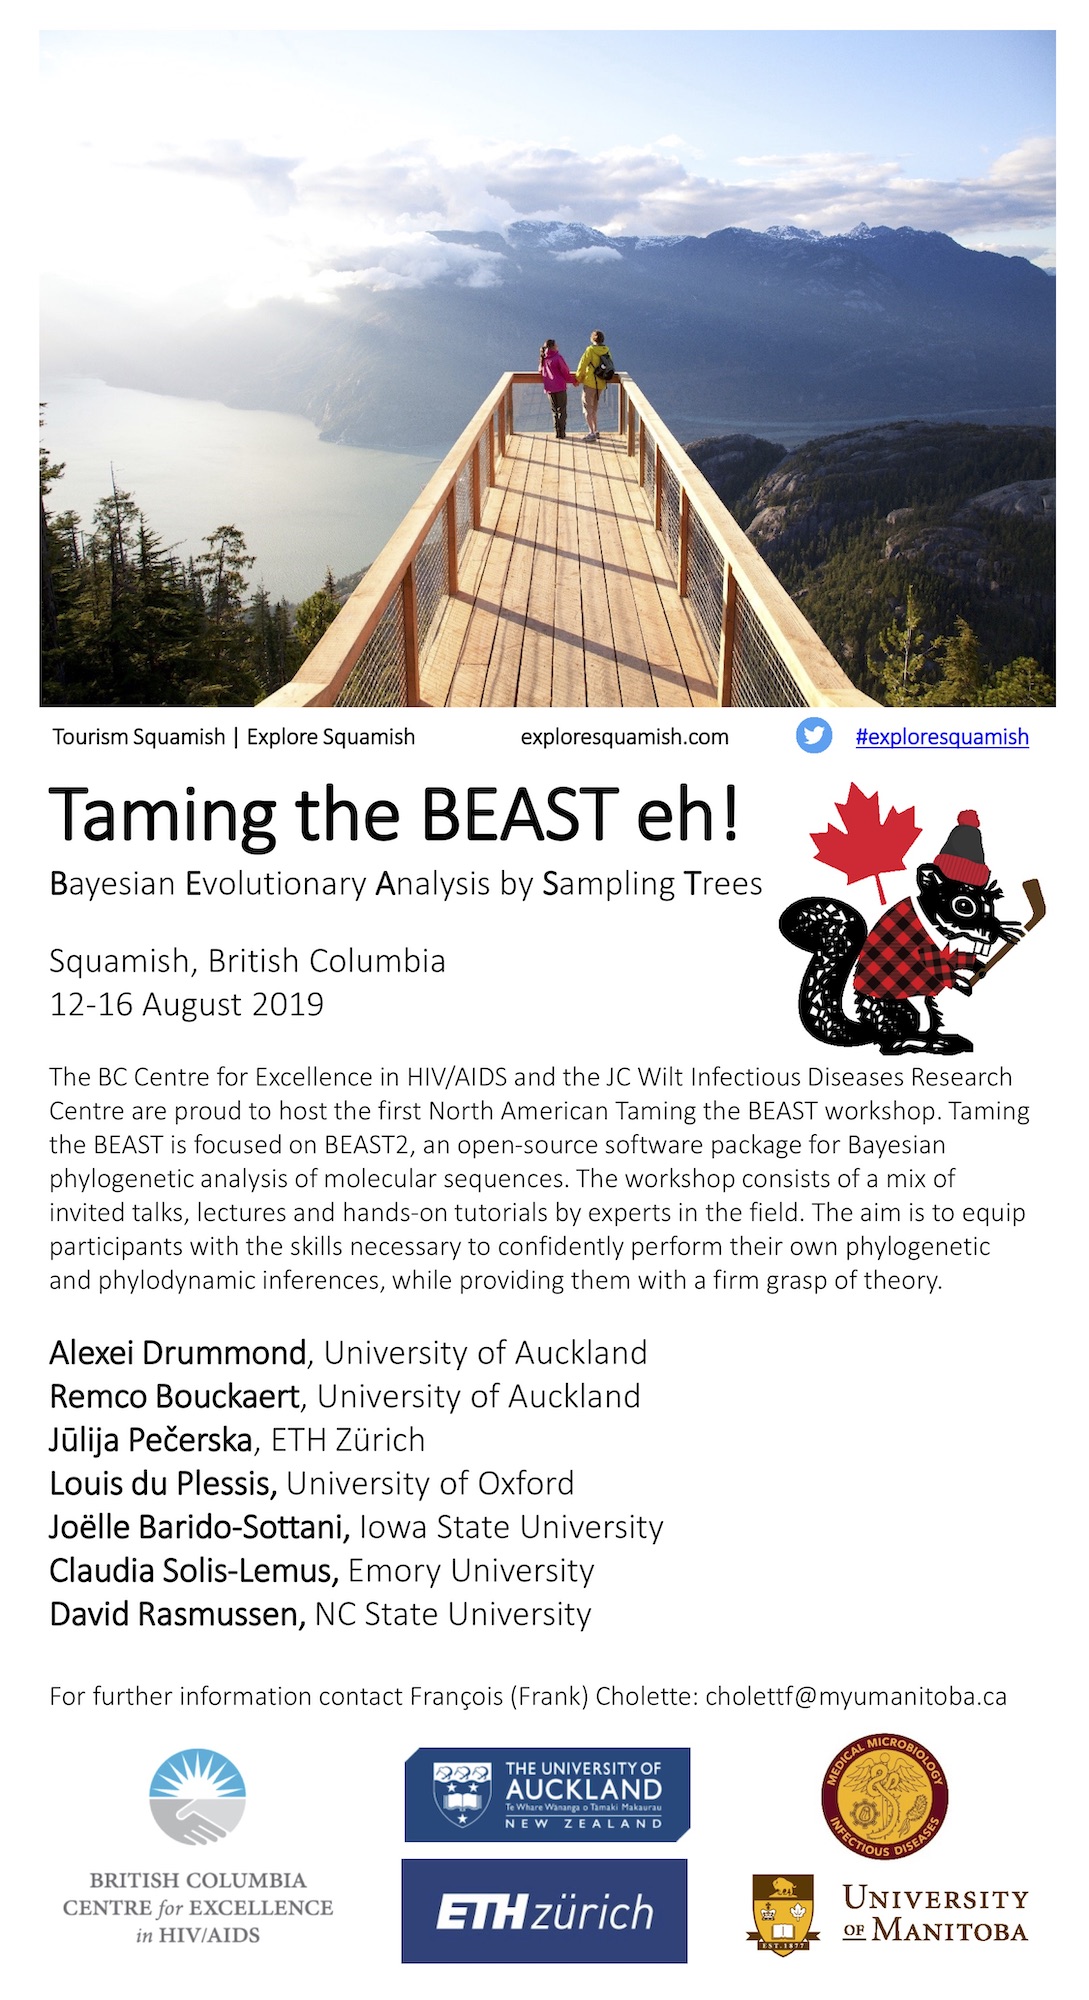 Tourism Squamish | Explore Squamish
exploresquamish.com
#exploresquamish
Taming the BEAST eh!
Bayesian Evolutionary Analysis by Sampling Trees
Squamish, British Columbia
12-16 August 2019
The BC Centre for Excellence in HIV/AIDS and the JC Wilt Infectious Diseases Research
Centre are proud to host the first North American Taming the BEAST workshop. Taming
the BEAST is focused on BEAST2, an open-source software package for Bayesian
phylogenetic analysis of molecular sequences. The workshop consists of a mix of
invited talks, lectures and hands-on tutorials by experts in the field. The aim is to equip
participants with the skills necessary to confidently perform their own phylogenetic
and phylodynamic inferences, while providing them with a firm grasp of theory.
Alexei Drummond, University of Auckland
Remco Bouckaert, University of Auckland
Jūlija Pečerska, ETH Zürich
Louis du Plessis, University of Oxford
Joëlle Barido-Sottani, Iowa State University
Claudia Solis-Lemus, Emory University
David Rasmussen, NC State University
For further information contact François (Frank) Cholette: cholettf@myumanitoba.ca
BRITISH COLUMBIA
CENTRE for EXCELLENCE
in HIV/AIDS
THE UNIVERSITY OF
AUCKLAND
Te Whare Wānanga o Tāmaki Makaurau
NEW ZEALAND
ETH zürich
MEDICAL MICROBIOLOGY
INFECTIOUS DISEASES
UNIVERSITY
OF MANITOBA
EST. 1877